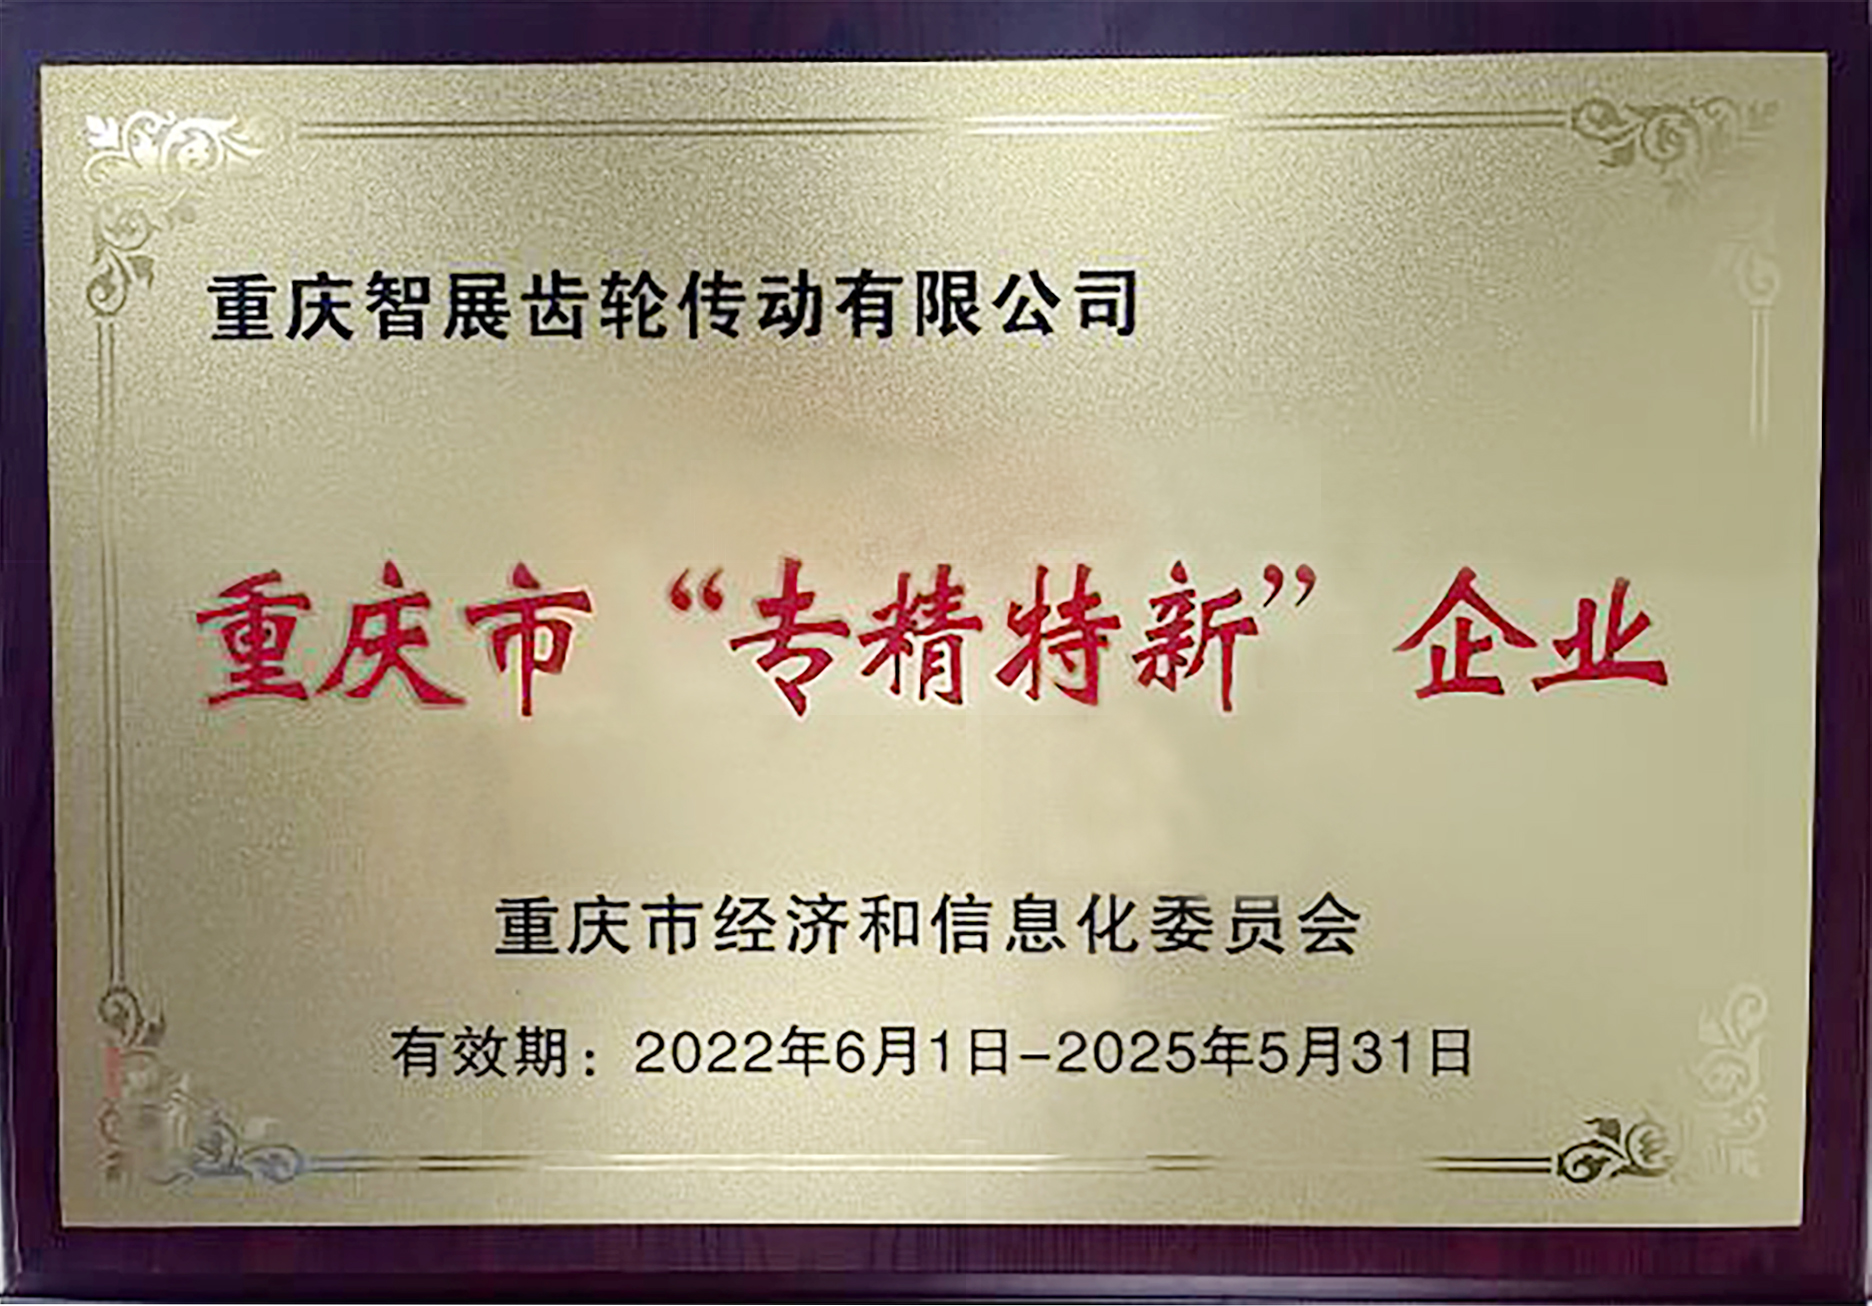 重庆智展齿轮传动有限公司
重庆市“专精特新”企业
重庆市经济和信息化委员会
有效期：2022年6月1日-2025年5月31日